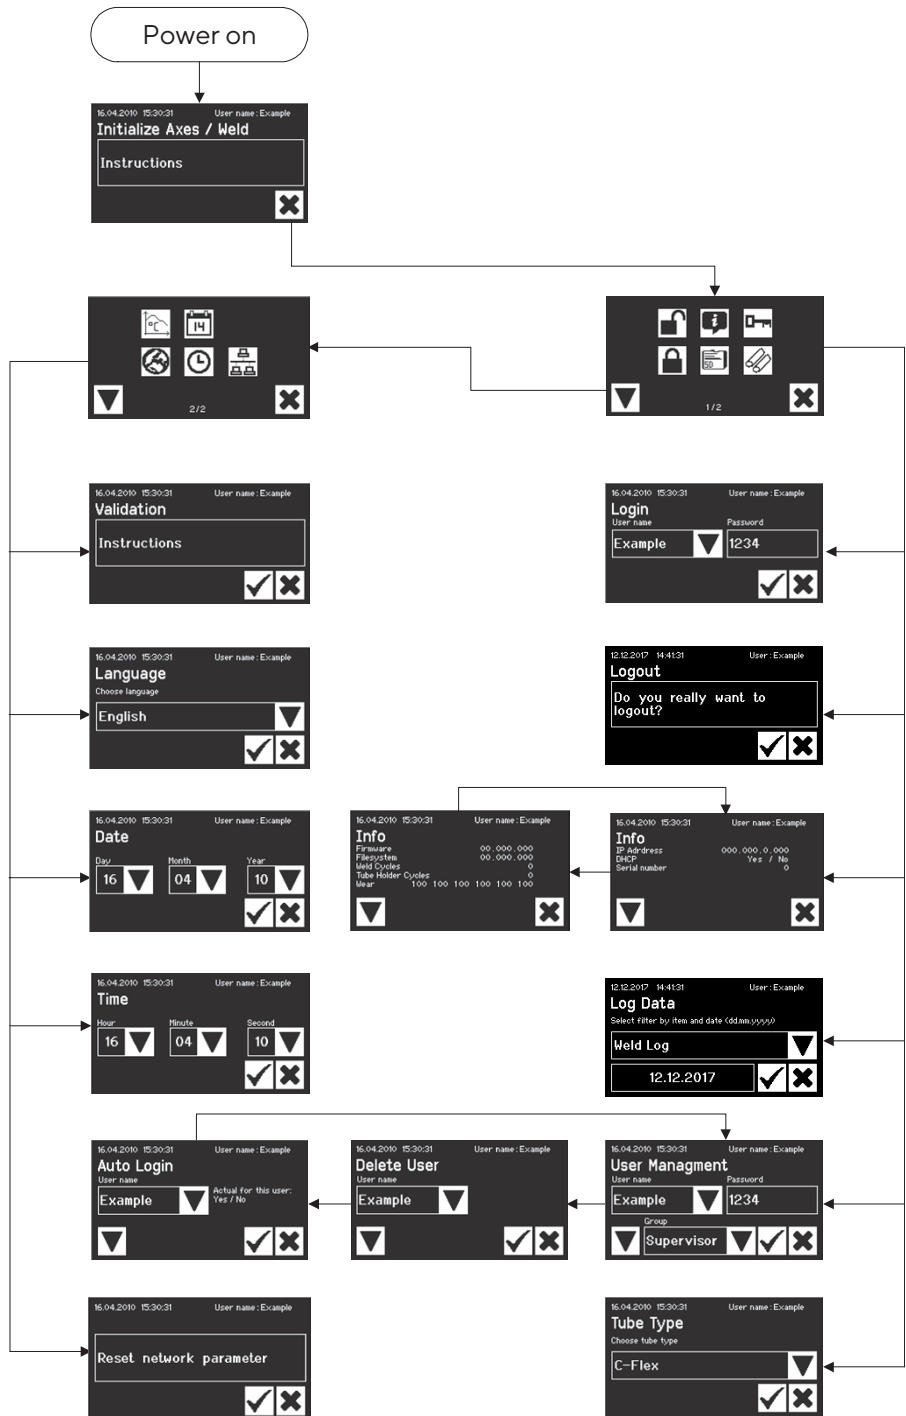 Power on
16.04.2010 15:30:31 User name: Example
Initialize Axes / Weld
Instructions
°C
14
2/2
i
SD
1/2
16.04.2010 15:30:31 User name: Example
Validation
Instructions
16.04.2010 15:30:31 User name: Example
Login
User name Password
Example 1234
16.04.2010 15:30:31 User name: Example
Language
Choose language
English
12.12.2017 14:41:31 User: Example
Logout
Do you really want to
logout?
16.04.2010 15:30:31 User name: Example
Date
Day Month Year
16 04 10
16.04.2010 15:30:31 User name: Example
Info
Firmware 00.000.000
Filesystem 00.000.000
Weld Cycles 0
Tube Holder Cycles 0
Wear 100 100 100 100 100 100
16.04.2010 15:30:31 User name: Example
Info
IP Adrdress 000.000.0.000
DHCP Yes / No
Serial number 0
16.04.2010 15:30:31 User name: Example
Time
Hour Minute Second
16 04 10
12.12.2017 14:41:31 User: Example
Log Data
Select filter by item and date (dd.mm.yyyy)
Weld Log
12.12.2017
16.04.2010 15:30:31 User name: Example
Auto Login
User name
Example
Actual for this user:
Yes / No
16.04.2010 15:30:31 User name: Example
Delete User
User name
Example
16.04.2010 15:30:31 User name: Example
User Managment
User name Password
Example 1234
Group
Supervisor
16.04.2010 15:30:31 User name: Example
Reset network parameter
16.04.2010 15:30:31 User name: Example
Tube Type
Choose tube type
C-Flex